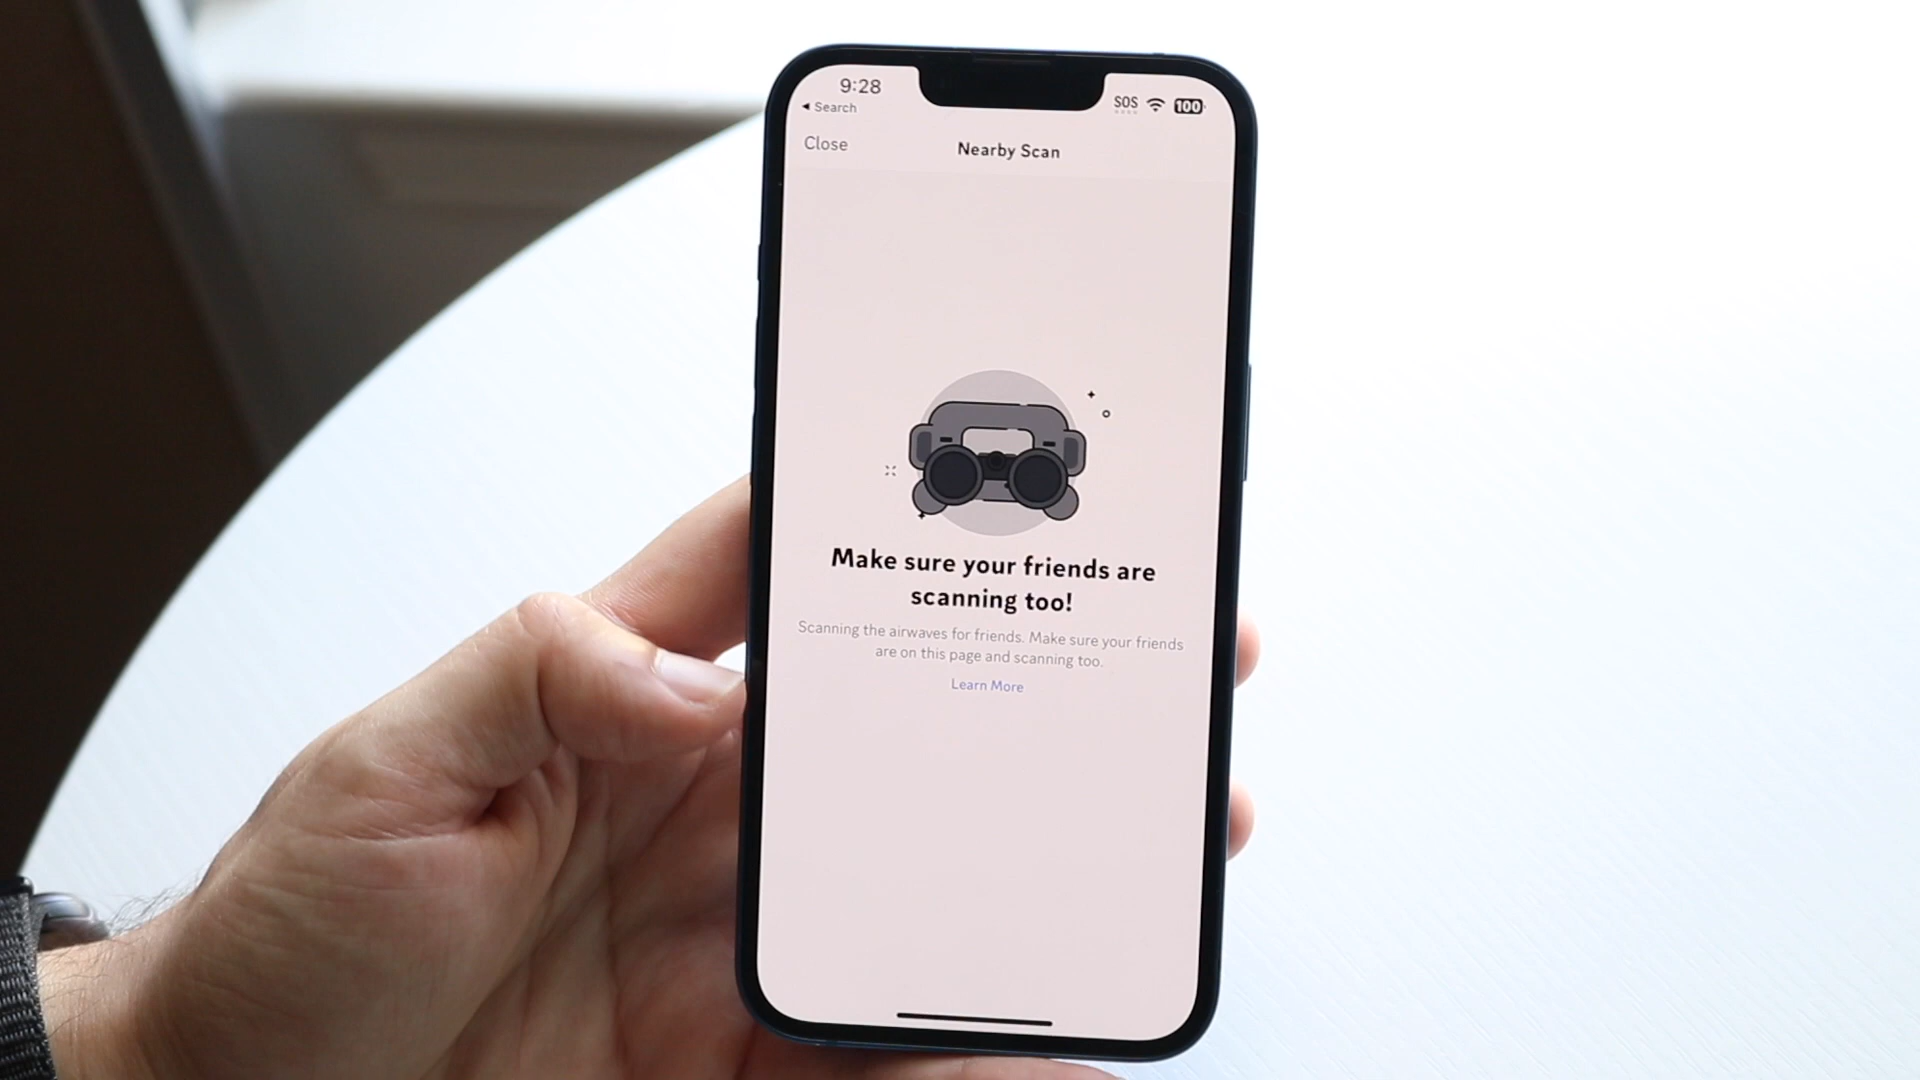 9:28
◂ Search
SOS
100
Close
Nearby Scan
Make sure your friends are
scanning too!
Scanning the airwaves for friends. Make sure your friends
are on this page and scanning too.
Learn More